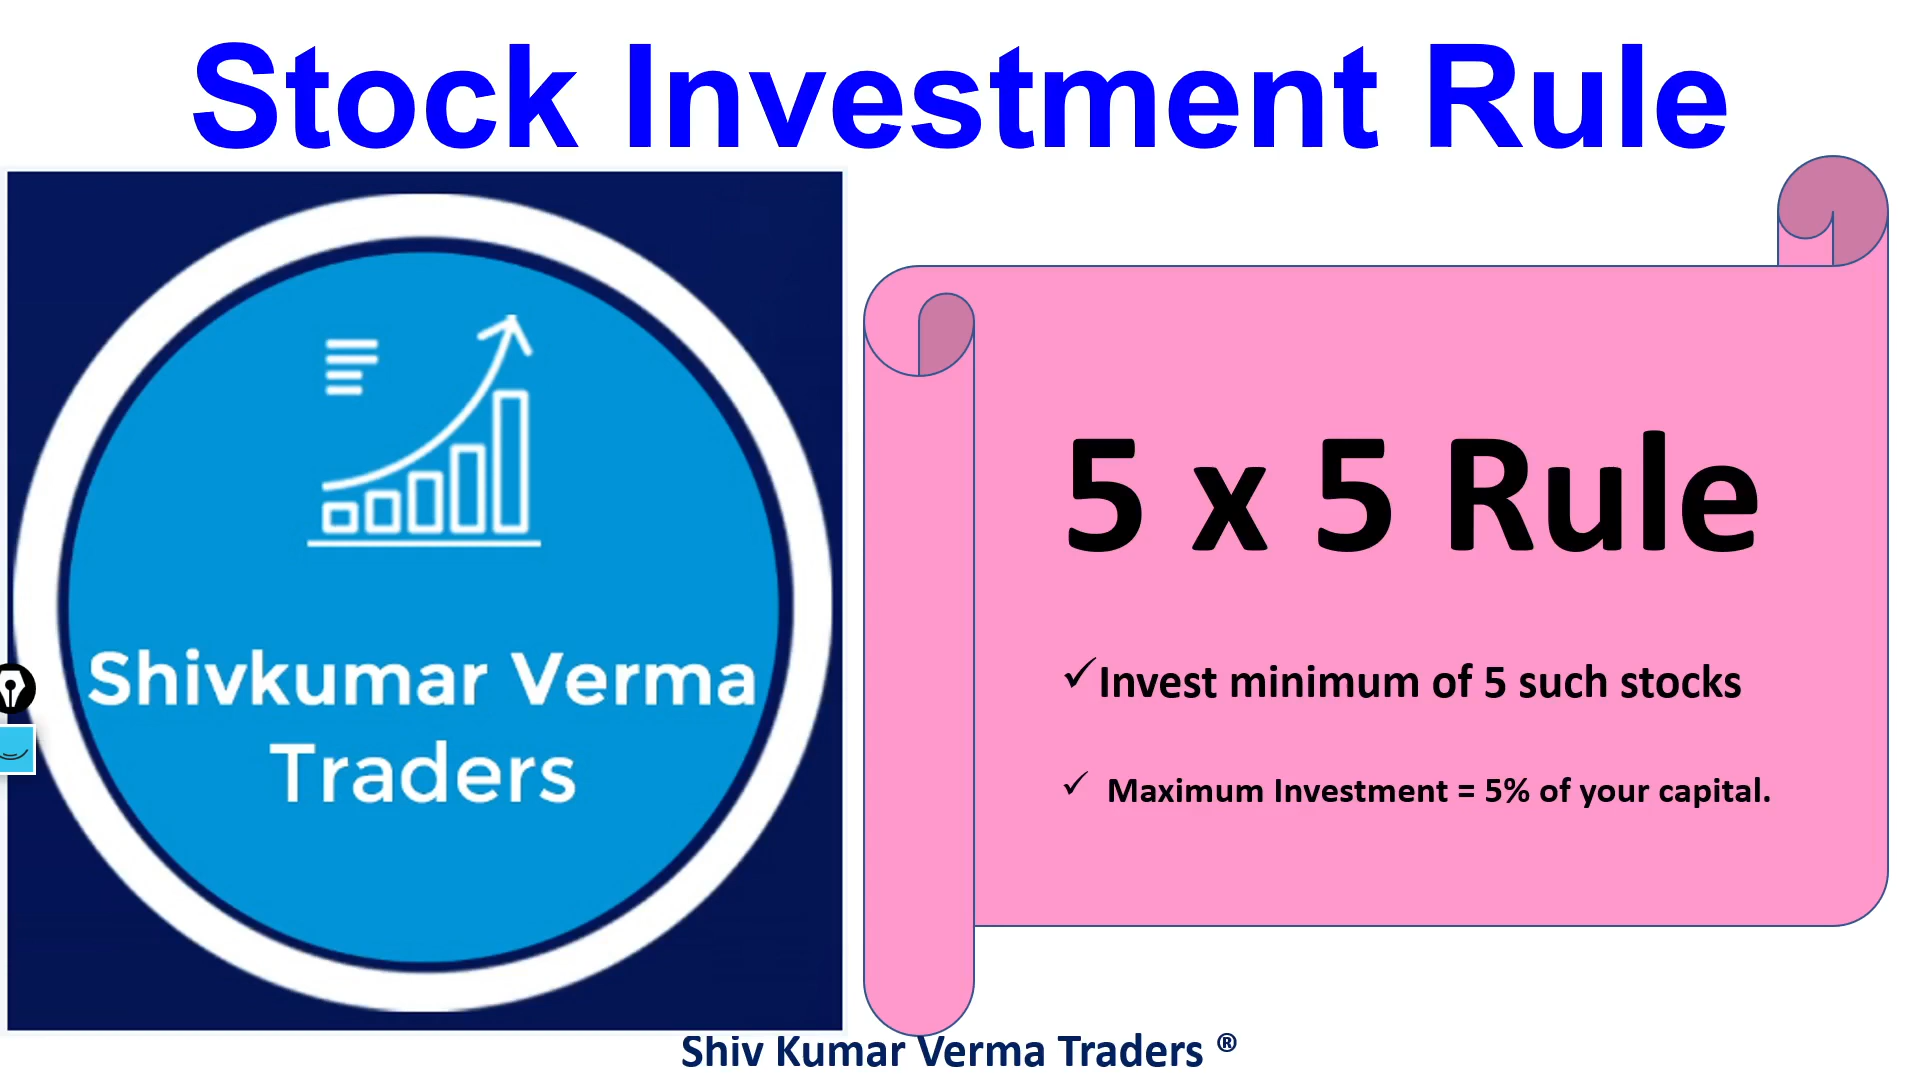 Stock Investment Rule
Shivkumar Verma
Traders
5 x 5 Rule
✓Invest minimum of 5 such stocks
✓ Maximum Investment = 5% of your capital.
Shiv Kumar Verma Traders ®